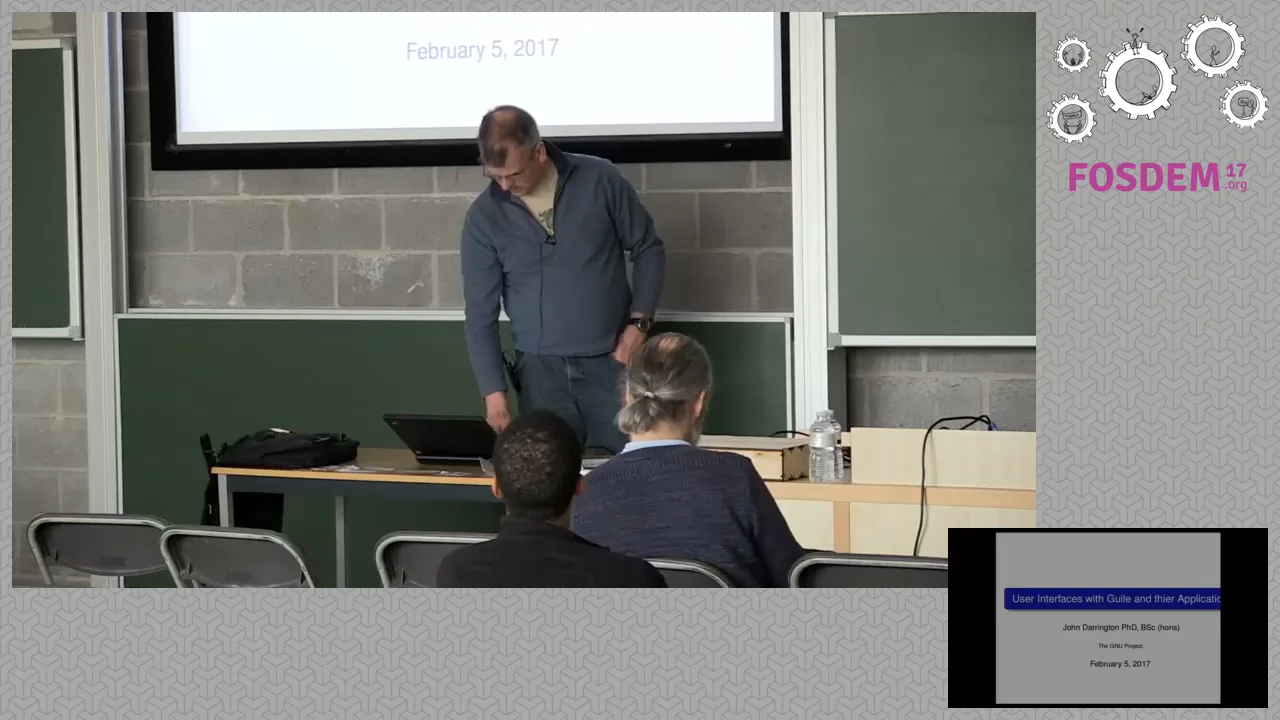 February 5, 2017
FOSDEM 17
.org
User Interfaces with Guile and thier Applicatio
John Darrington PhD, BSc (hons)
The GNU Project.
February 5, 2017